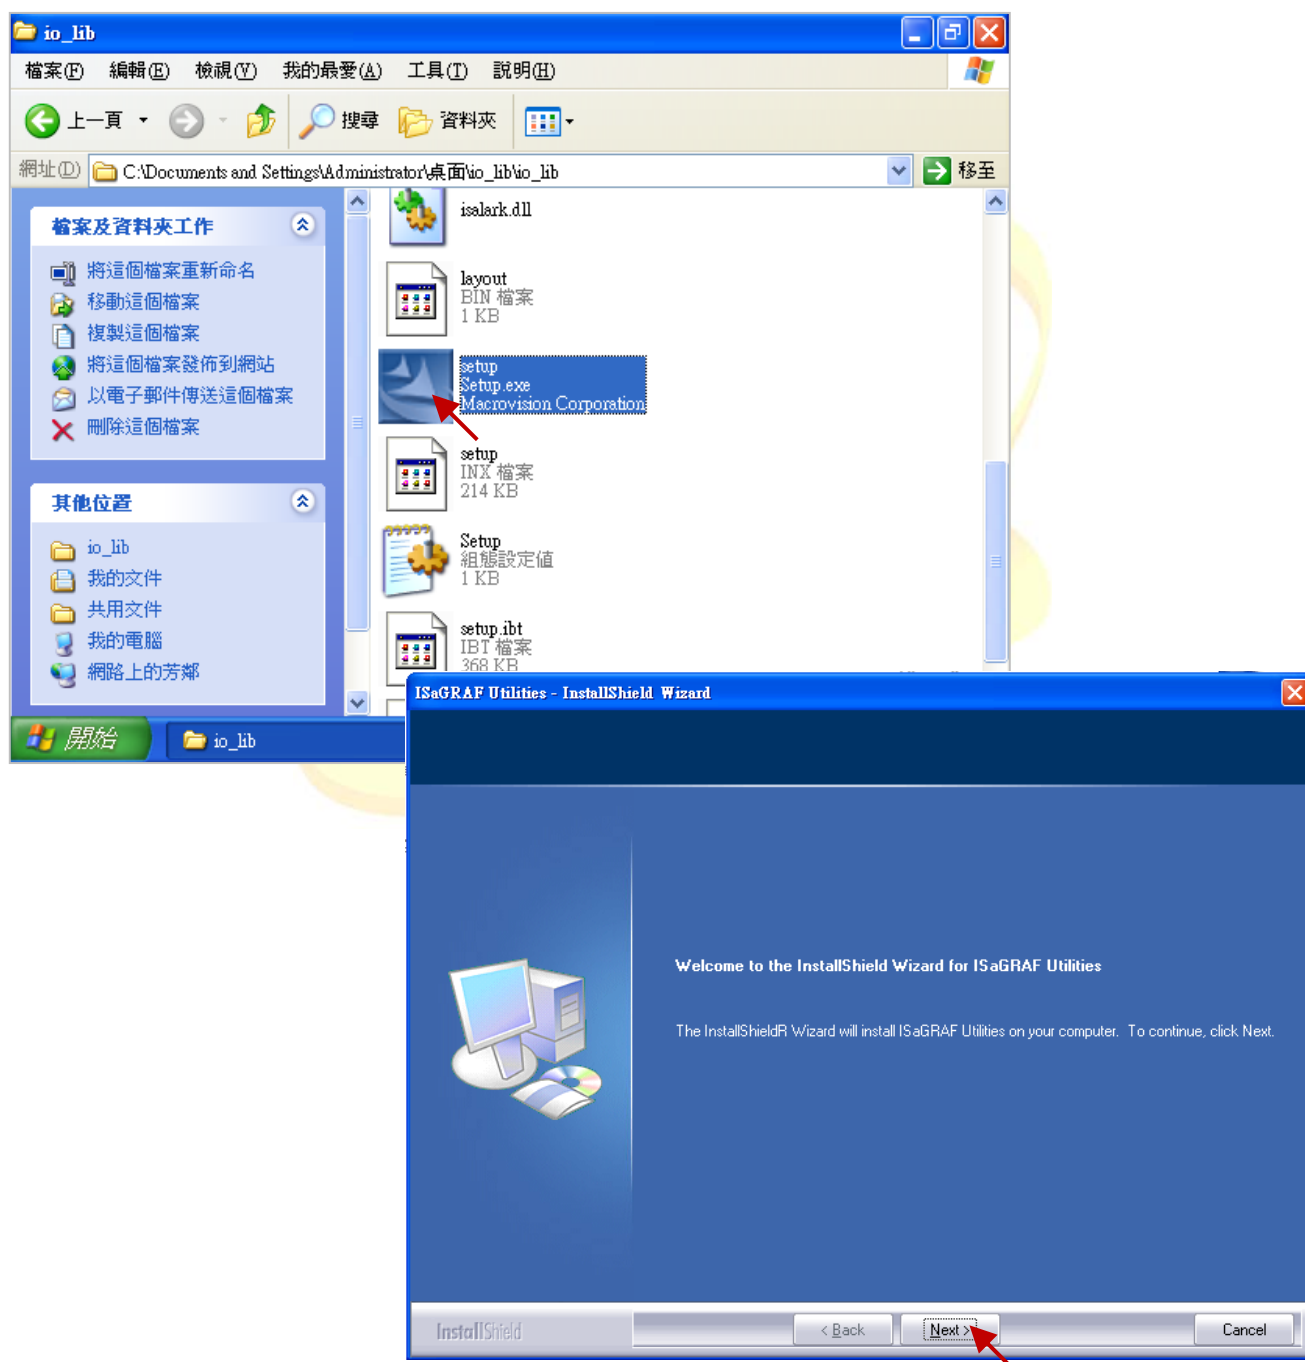 io_lib
檔案(F) 編輯(E) 檢視(V) 我的最愛(A) 工具(T) 說明(H)
上一頁 搜尋 資料夾
網址(D) C:\Documents and Settings\Administrator\桌面\io_lib\io_lib 移至
檔案及資料夾工作
將這個檔案重新命名
移動這個檔案
複製這個檔案
將這個檔案發佈到網站
以電子郵件傳送這個檔案
刪除這個檔案
其他位置
io_lib
我的文件
共用文件
我的電腦
網路上的芳鄰
isalark.dll
layout
BIN 檔案
1 KB
setup
Setup.exe
Macrovision Corporation
setup
INX 檔案
214 KB
Setup
組態設定值
1 KB
setup.ibt
IBT 檔案
368 KB
開始 io_lib
ISaGRAF Utilities - InstallShield Wizard
Welcome to the InstallShield Wizard for ISaGRAF Utilities
The InstallShieldR Wizard will install ISaGRAF Utilities on your computer. To continue, click Next.
InstallShield
< Back Next > Cancel